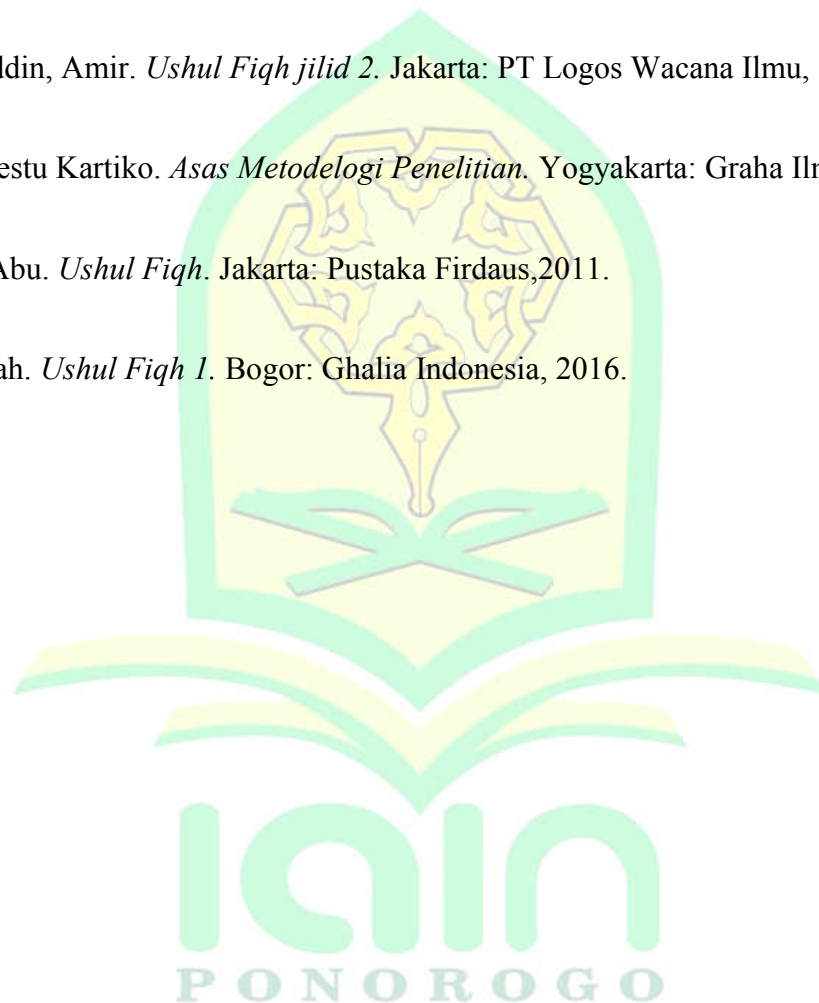 ddin, Amir. Ushul Fiqh jilid 2. Jakarta: PT Logos Wacana Ilmu,
estu Kartiko. Asas Metodelogi Penelitian. Yogyakarta: Graha
Abu. Ushul Fiqh. Jakarta: Pustaka Firdaus,2011.
ah. Ushul Fiqh 1. Bogor: Ghalia Indonesia, 2016.
iain
PONOROGO